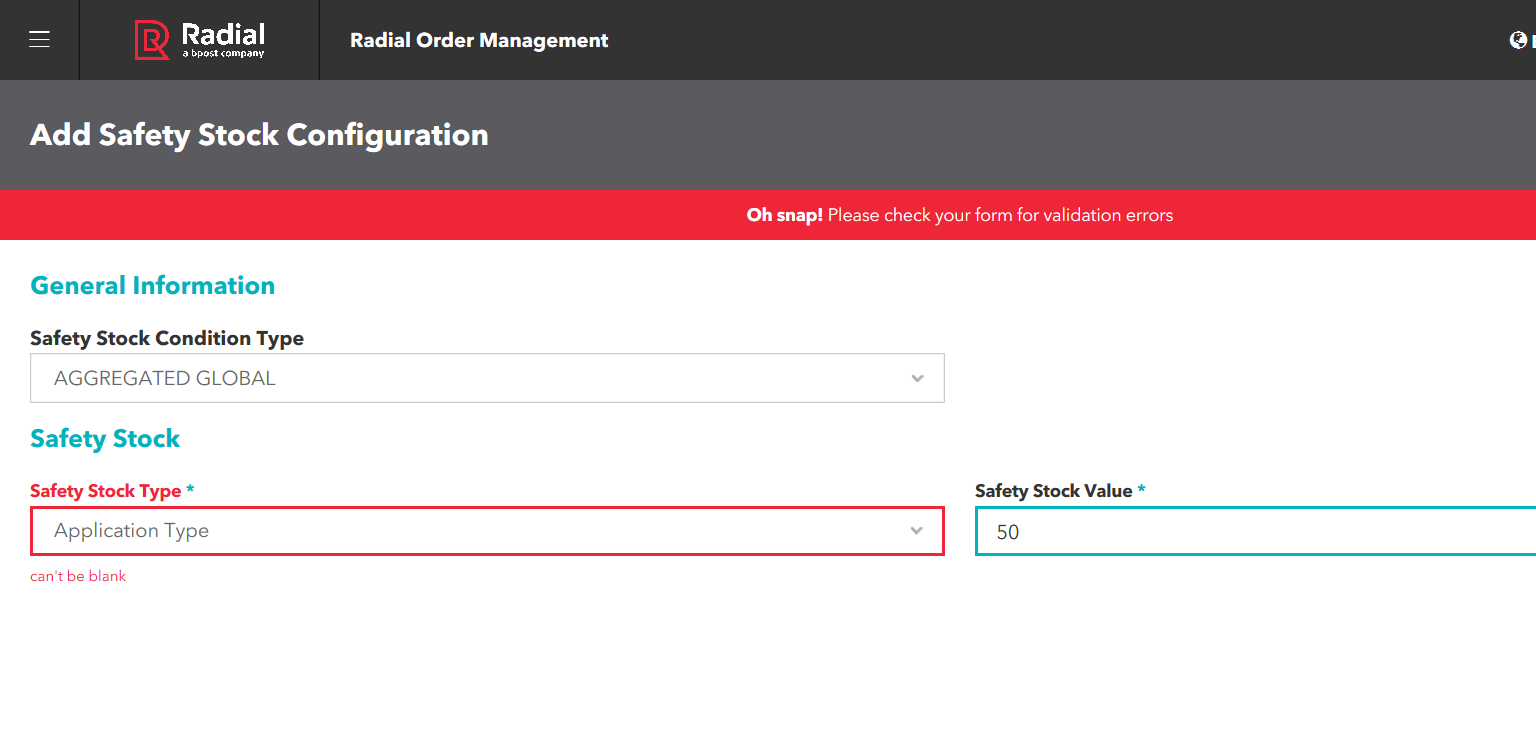 Radial
a bpost company
Radial Order Management
Add Safety Stock Configuration
Oh snap! Please check your form for validation errors
General Information
Safety Stock Condition Type
AGGREGATED GLOBAL
Safety Stock
Safety Stock Type *
Safety Stock Value *
Application Type
50
can't be blank